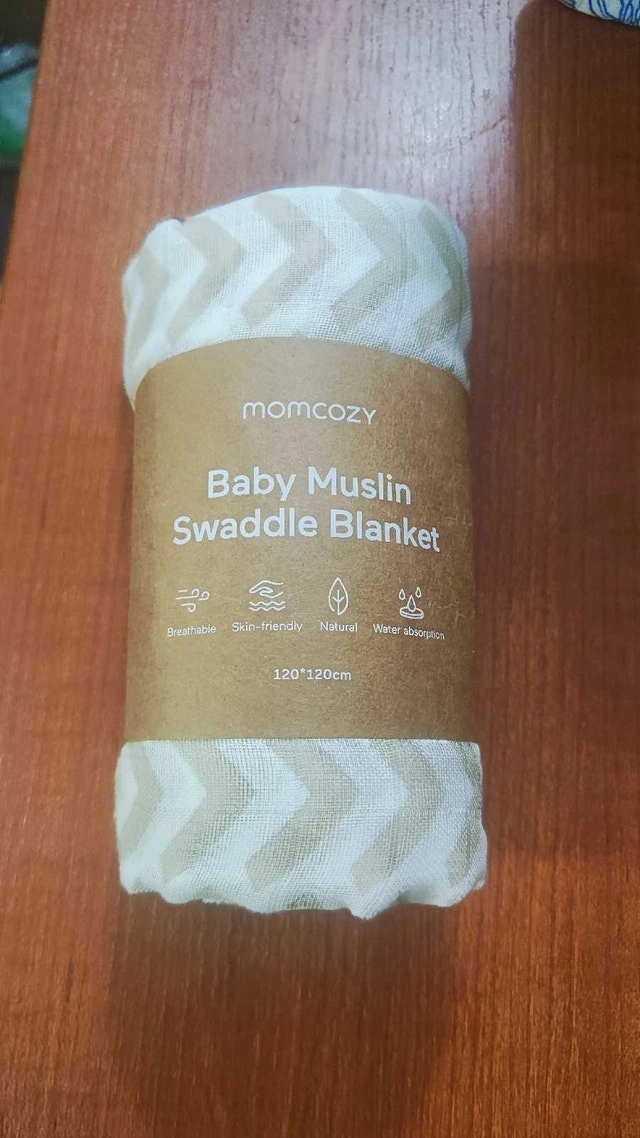 momcozy
Baby Muslin
Swaddle Blanket
Breathable Skin-friendly Natural Water absorption
120*120cm